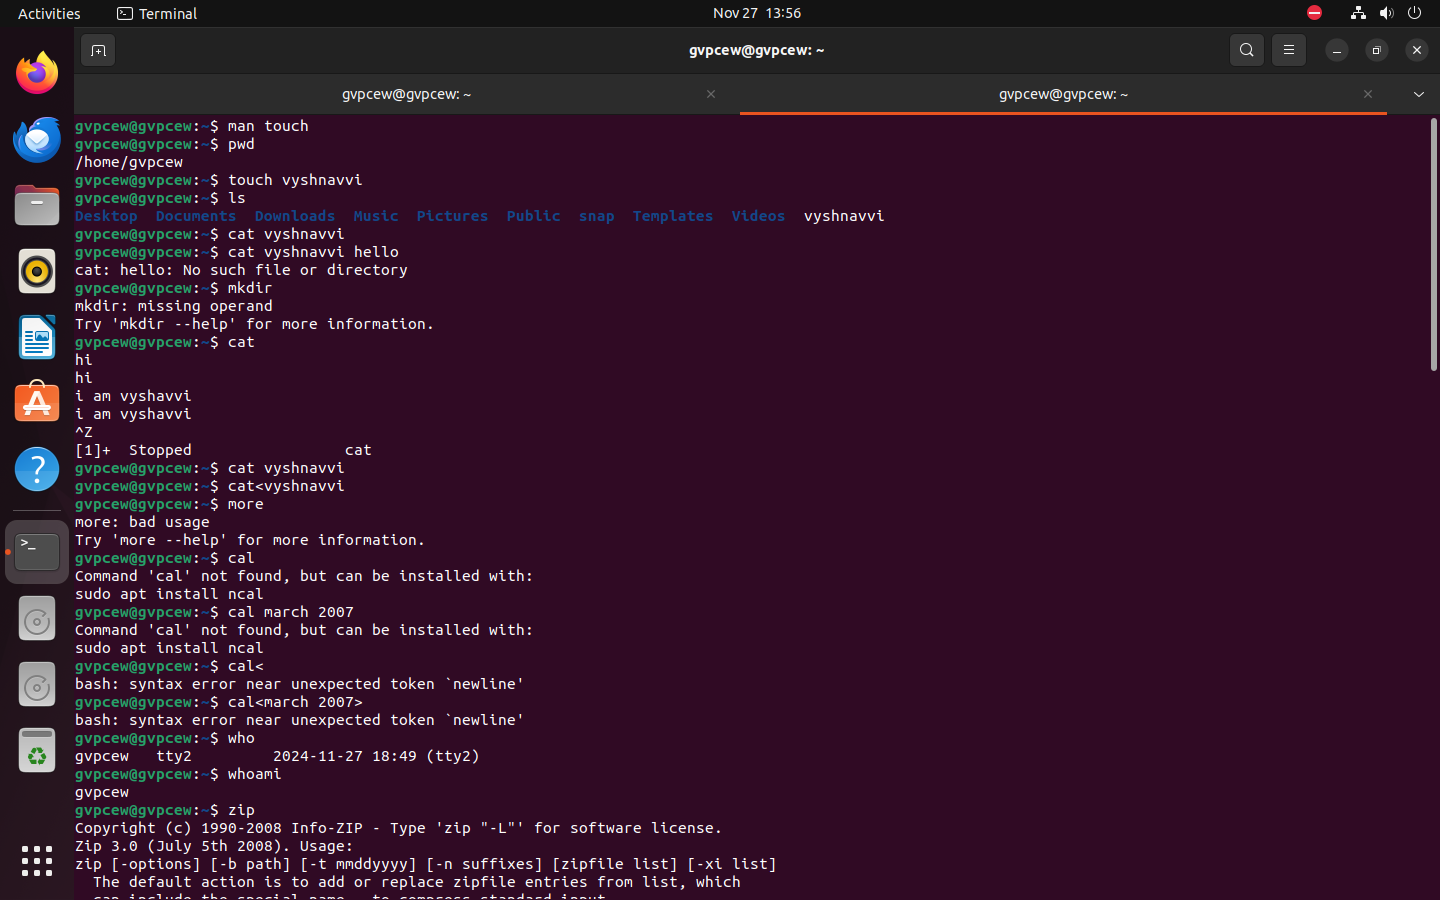 Activities Terminal Nov 27 13:56
gvpcew@gvpcew: ~
gvpcew@gvpcew: ~ gvpcew@gvpcew: ~
gvpcew@gvpcew:~$ man touch
gvpcew@gvpcew:~$ pwd
/home/gvpcew
gvpcew@gvpcew:~$ touch vyshnavvi
gvpcew@gvpcew:~$ ls
Desktop Documents Downloads Music Pictures Public snap Templates Videos vyshnavvi
gvpcew@gvpcew:~$ cat vyshnavvi
gvpcew@gvpcew:~$ cat vyshnavvi hello
cat: hello: No such file or directory
gvpcew@gvpcew:~$ mkdir
mkdir: missing operand
Try 'mkdir --help' for more information.
gvpcew@gvpcew:~$ cat
hi
hi
i am vyshavvi
i am vyshavvi
^Z
[1]+ Stopped cat
gvpcew@gvpcew:~$ cat vyshnavvi
gvpcew@gvpcew:~$ cat<vyshnavvi
gvpcew@gvpcew:~$ more
more: bad usage
Try 'more --help' for more information.
gvpcew@gvpcew:~$ cal
Command 'cal' not found, but can be installed with:
sudo apt install ncal
gvpcew@gvpcew:~$ cal march 2007
Command 'cal' not found, but can be installed with:
sudo apt install ncal
gvpcew@gvpcew:~$ cal<
bash: syntax error near unexpected token `newline'
gvpcew@gvpcew:~$ cal<march 2007>
bash: syntax error near unexpected token `newline'
gvpcew@gvpcew:~$ who
gvpcew tty2 2024-11-27 18:49 (tty2)
gvpcew@gvpcew:~$ whoami
gvpcew
gvpcew@gvpcew:~$ zip
Copyright (c) 1990-2008 Info-ZIP - Type 'zip "-L"' for software license.
Zip 3.0 (July 5th 2008). Usage:
zip [-options] [-b path] [-t mmddyyyy] [-n suffixes] [zipfile list] [-xi list]
The default action is to add or replace zipfile entries from list, which
can include the special name - to compress standard input.